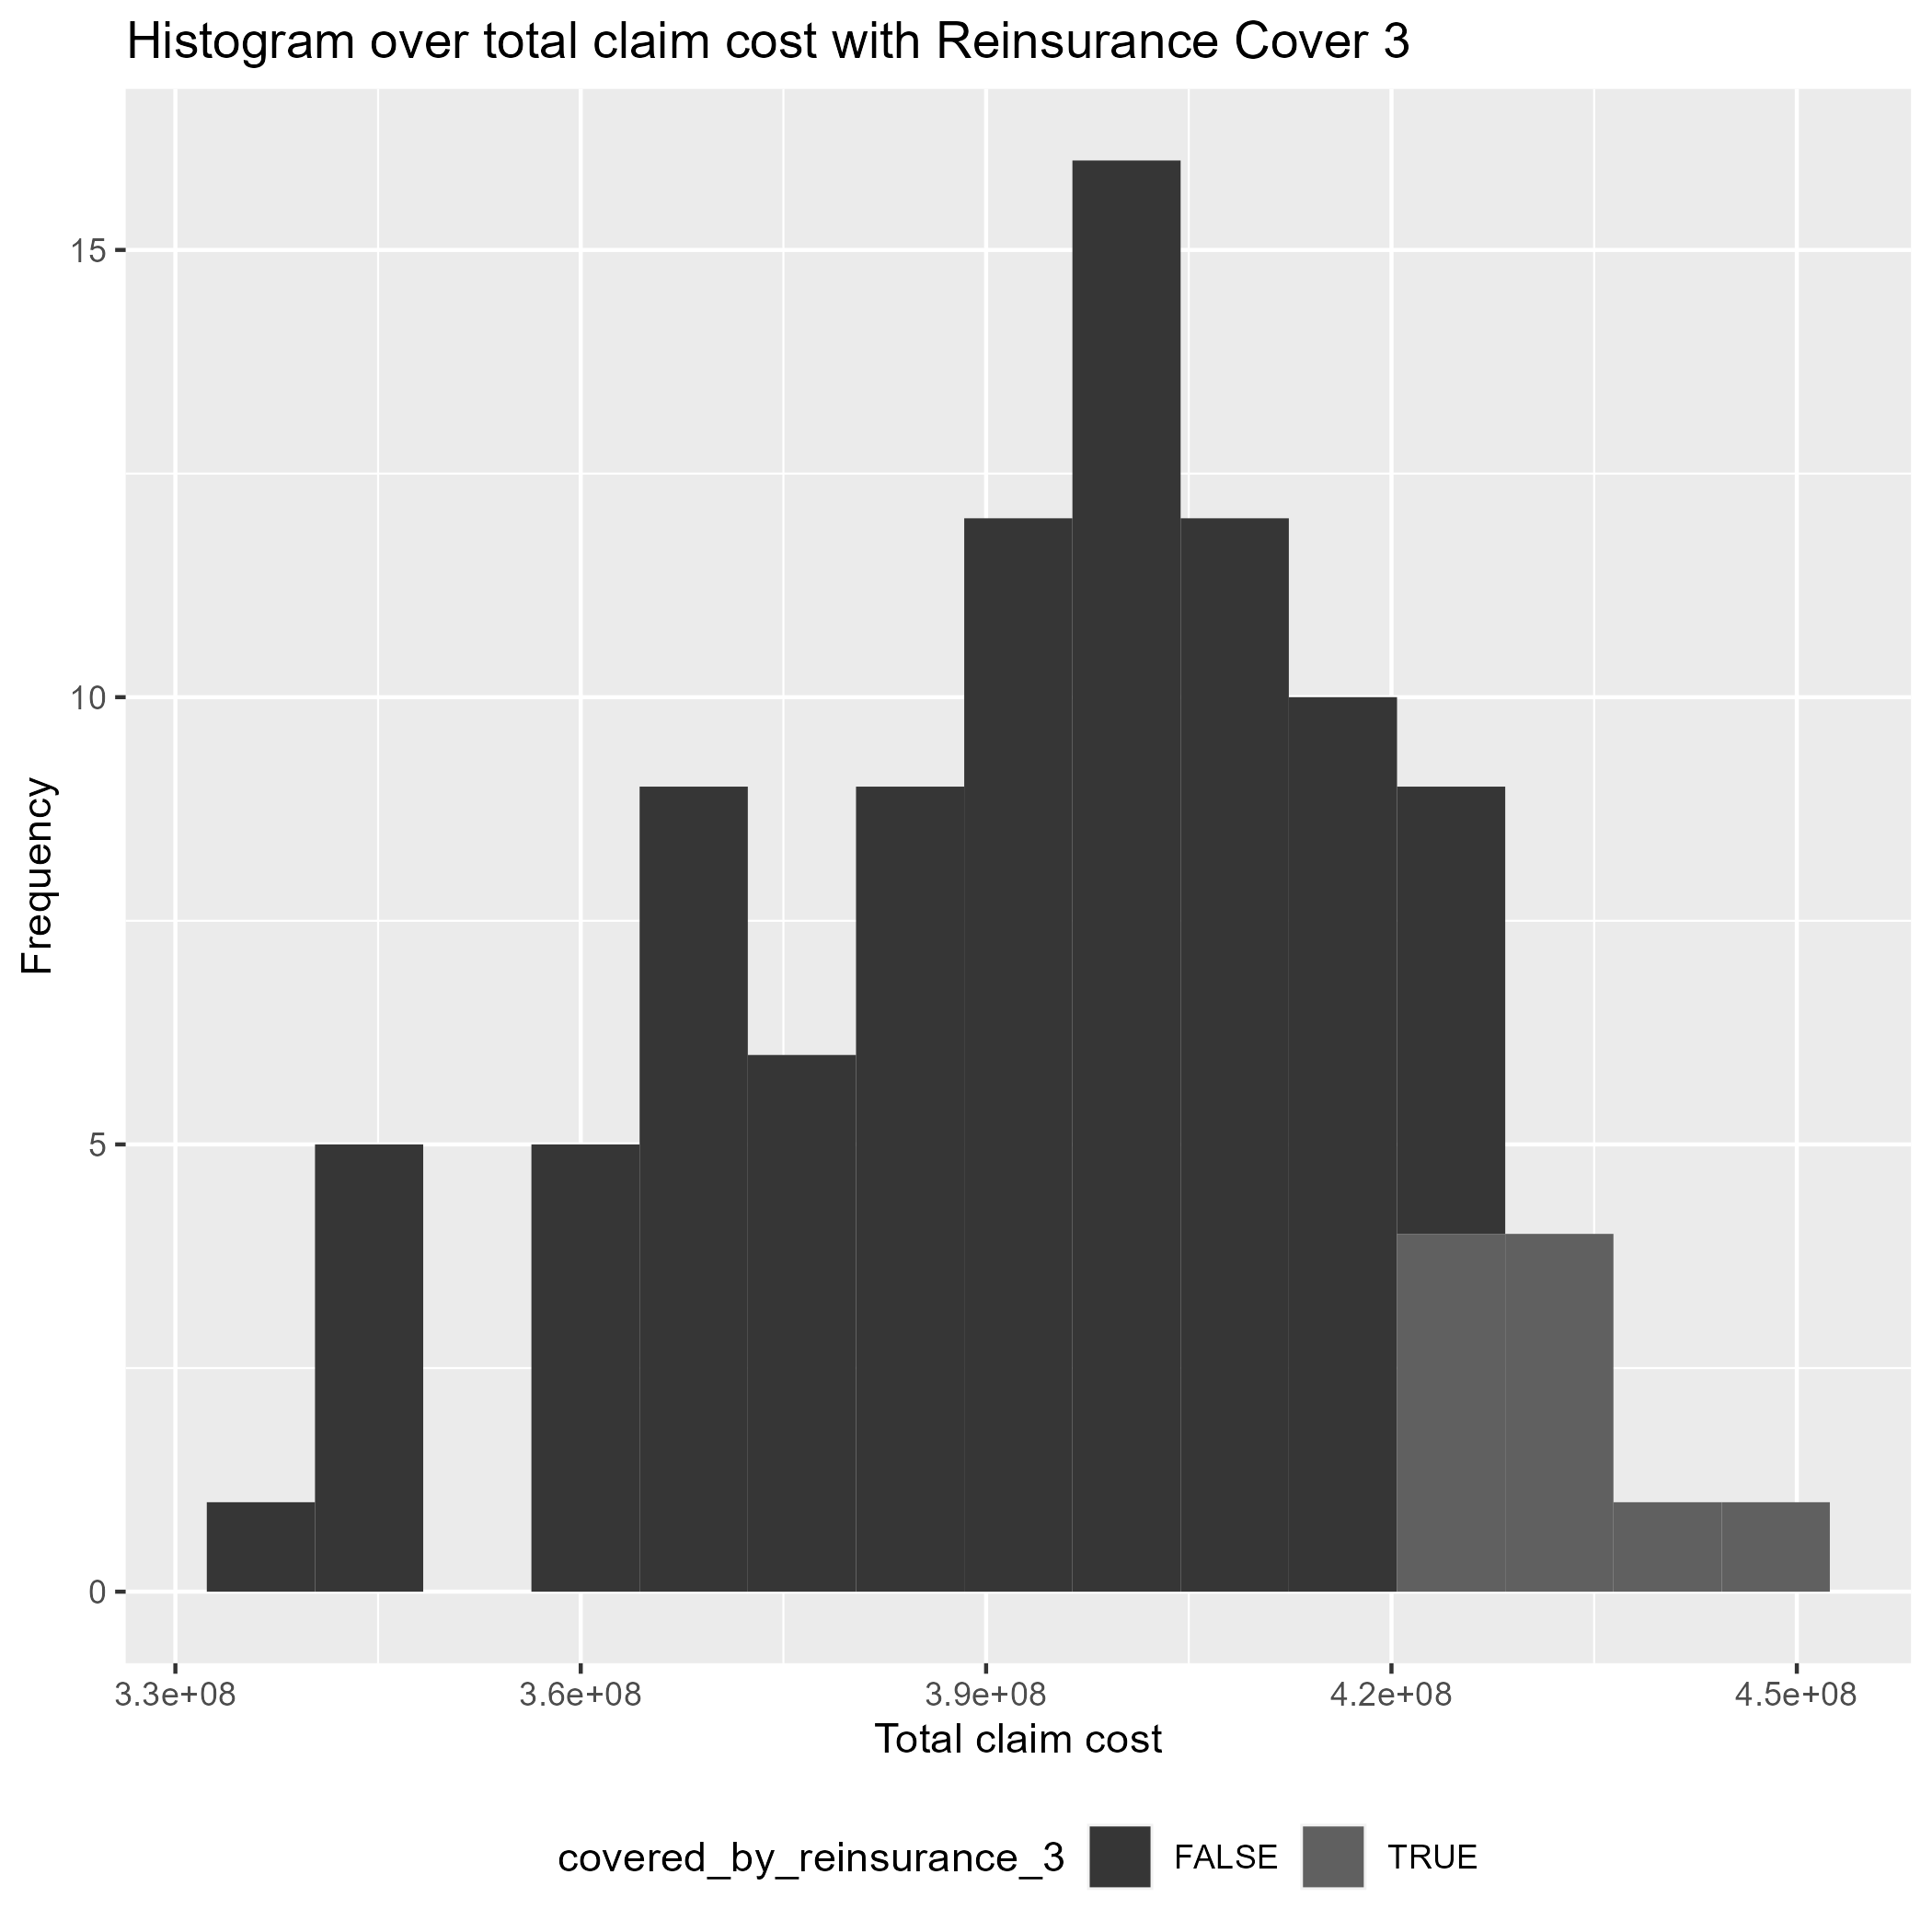 Histogram over total claim cost with Reinsurance Cover 3
15
10
5
0
Frequency
3.3e+08 3.6e+08 3.9e+08 4.2e+08 4.5e+08
Total claim cost
covered_by_reinsurance_3 FALSE TRUE